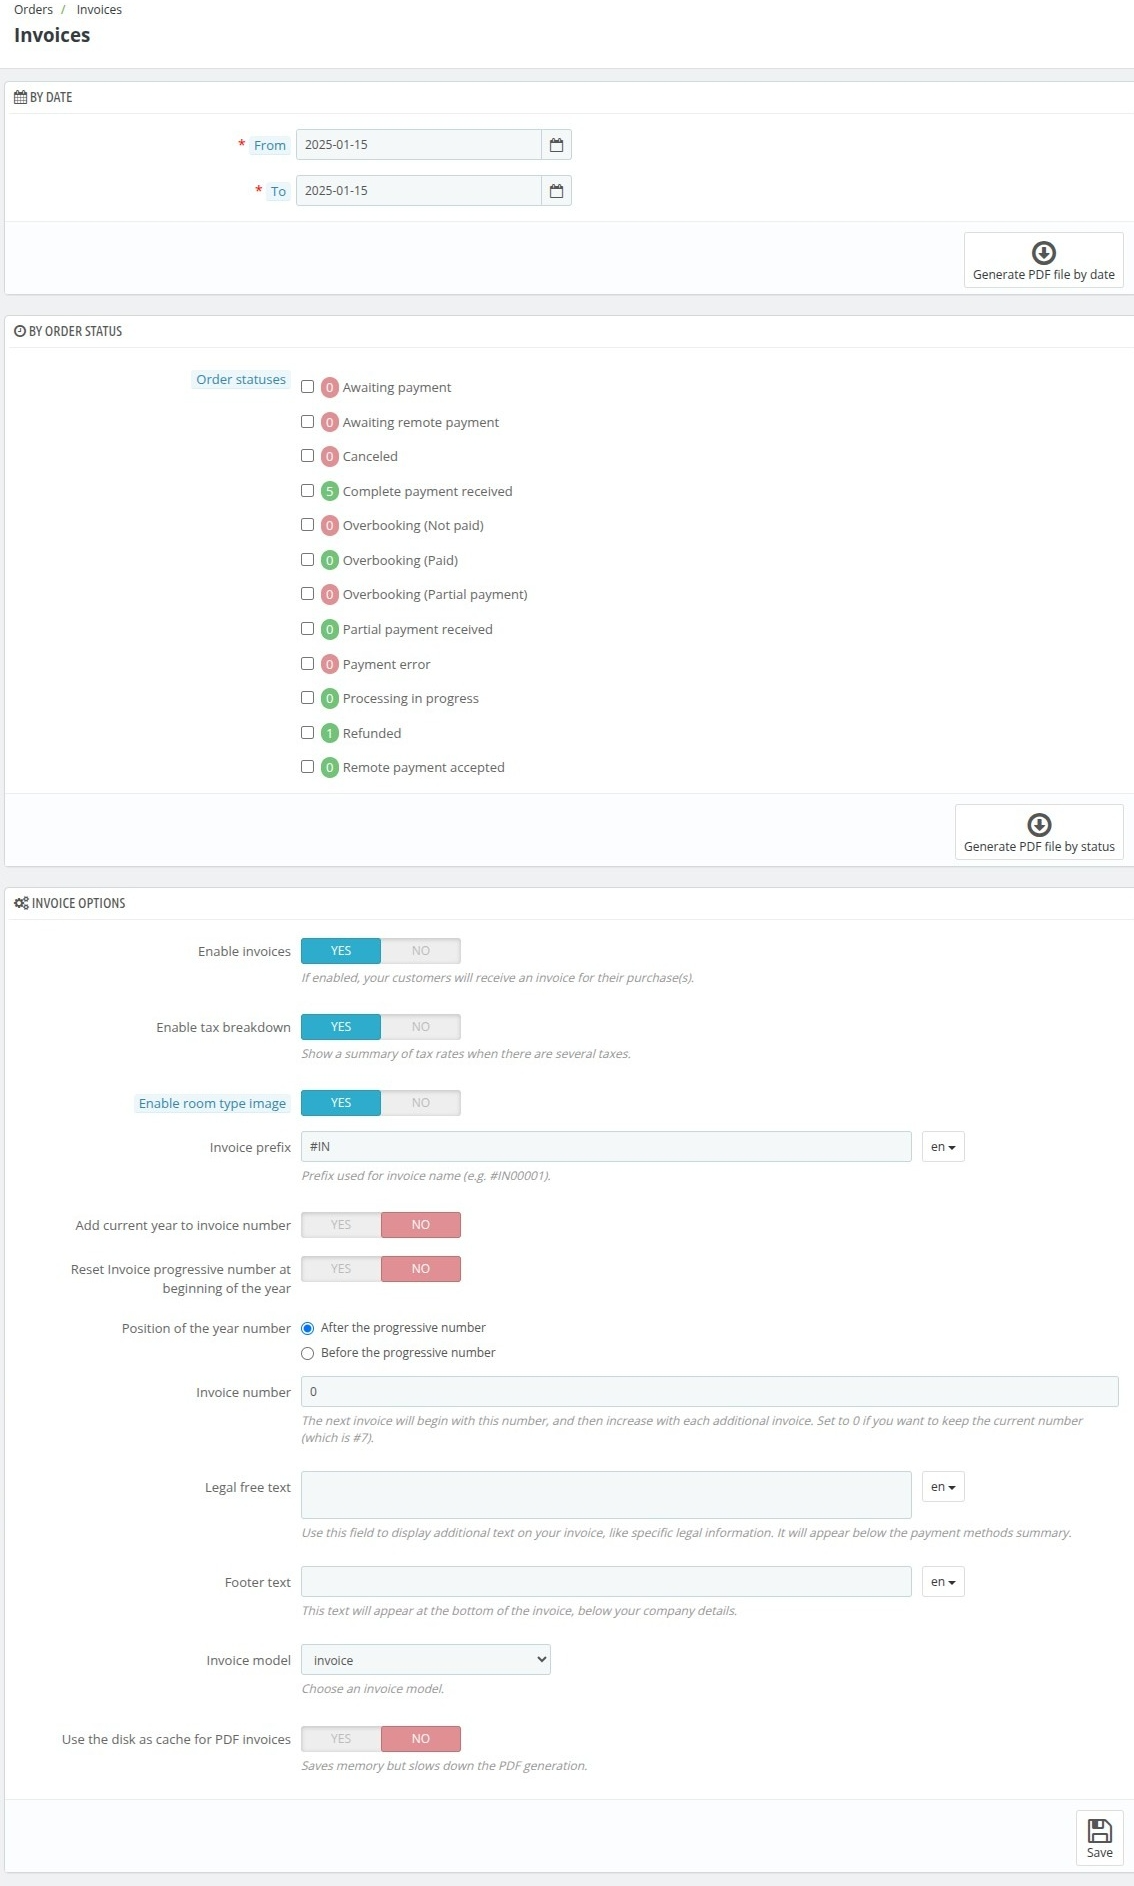 Orders / Invoices
Invoices
BY DATE
* From 2025-01-15
* To 2025-01-15
Generate PDF file by date
BY ORDER STATUS
Order statuses
0 Awaiting payment
0 Awaiting remote payment
0 Canceled
5 Complete payment received
0 Overbooking (Not paid)
0 Overbooking (Paid)
0 Overbooking (Partial payment)
0 Partial payment received
0 Payment error
0 Processing in progress
1 Refunded
0 Remote payment accepted
Generate PDF file by status
INVOICE OPTIONS
Enable invoices YES NO
If enabled, your customers will receive an invoice for their purchase(s).
Enable tax breakdown YES NO
Show a summary of tax rates when there are several taxes.
Enable room type image YES NO
Invoice prefix #IN en
Prefix used for invoice name (e.g. #IN00001).
Add current year to invoice number YES NO
Reset Invoice progressive number at YES NO
beginning of the year
Position of the year number After the progressive number
Before the progressive number
Invoice number 0
The next invoice will begin with this number, and then increase with each additional invoice. Set to 0 if you want to keep the current number
(which is #7).
Legal free text en
Use this field to display additional text on your invoice, like specific legal information. It will appear below the payment methods summary.
Footer text en
This text will appear at the bottom of the invoice, below your company details.
Invoice model invoice
Choose an invoice model.
Use the disk as cache for PDF invoices YES NO
Saves memory but slows down the PDF generation.
Save